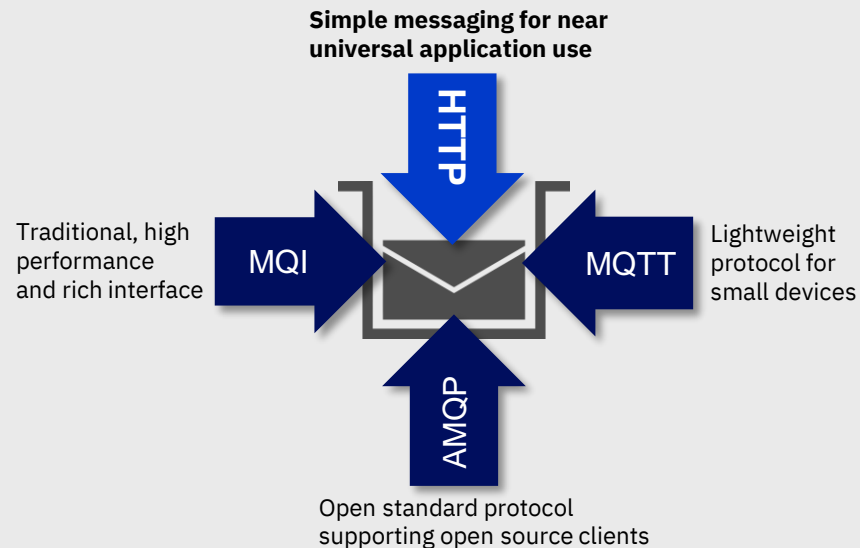 Simple messaging for near
universal application use
HTTP
Traditional, high
performance
and rich interface
MQI
MQTT
Lightweight
protocol for
small devices
AMQP
Open standard protocol
supporting open source clients